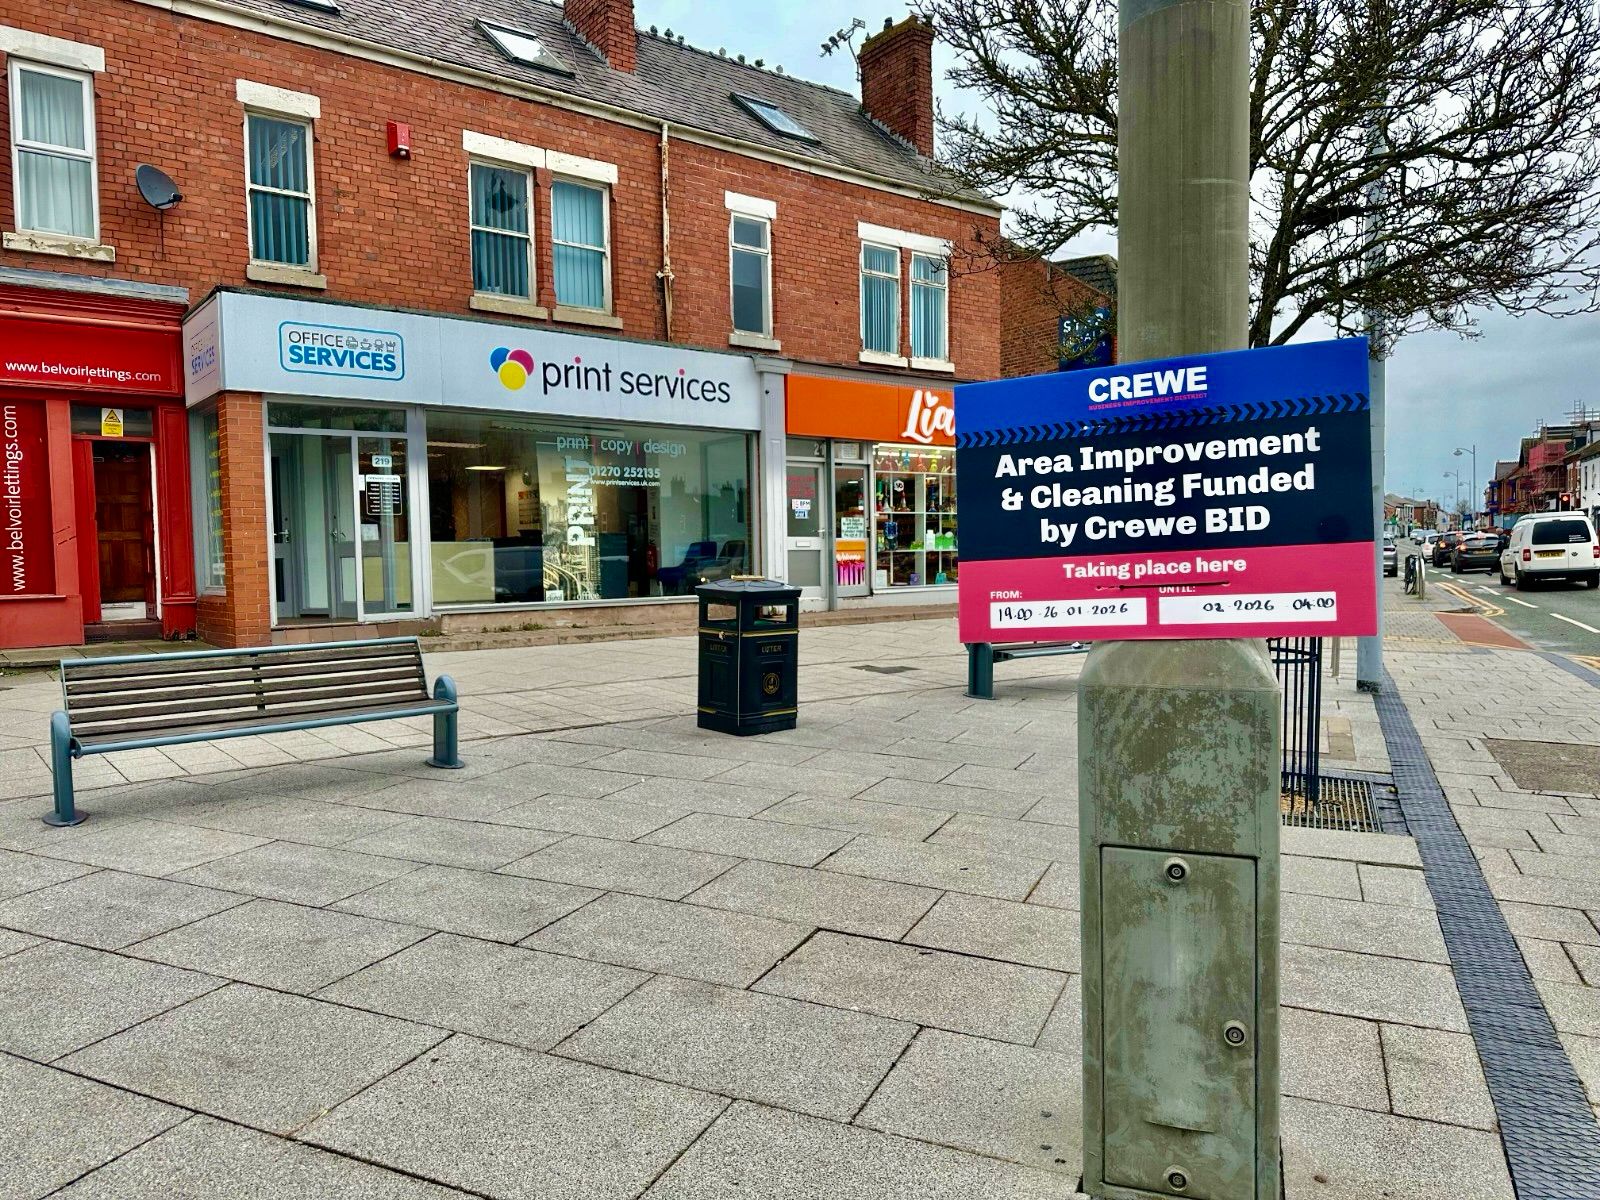 www.belvoirlettings.com
www.belvoirlettings.com
OFFICE
SERVICES
print services
219
print | copy | design
01270 252135
www.printservices.uk.com
PRINT
Lia
LITTER
LITTER
CREWE
BUSINESS IMPROVEMENT DISTRICT
Area Improvement
& Cleaning Funded
by Crewe BID
Taking place here
FROM:
UNTIL:
19.00 - 26 - 01 - 2026
02 - 2026 - 04.00